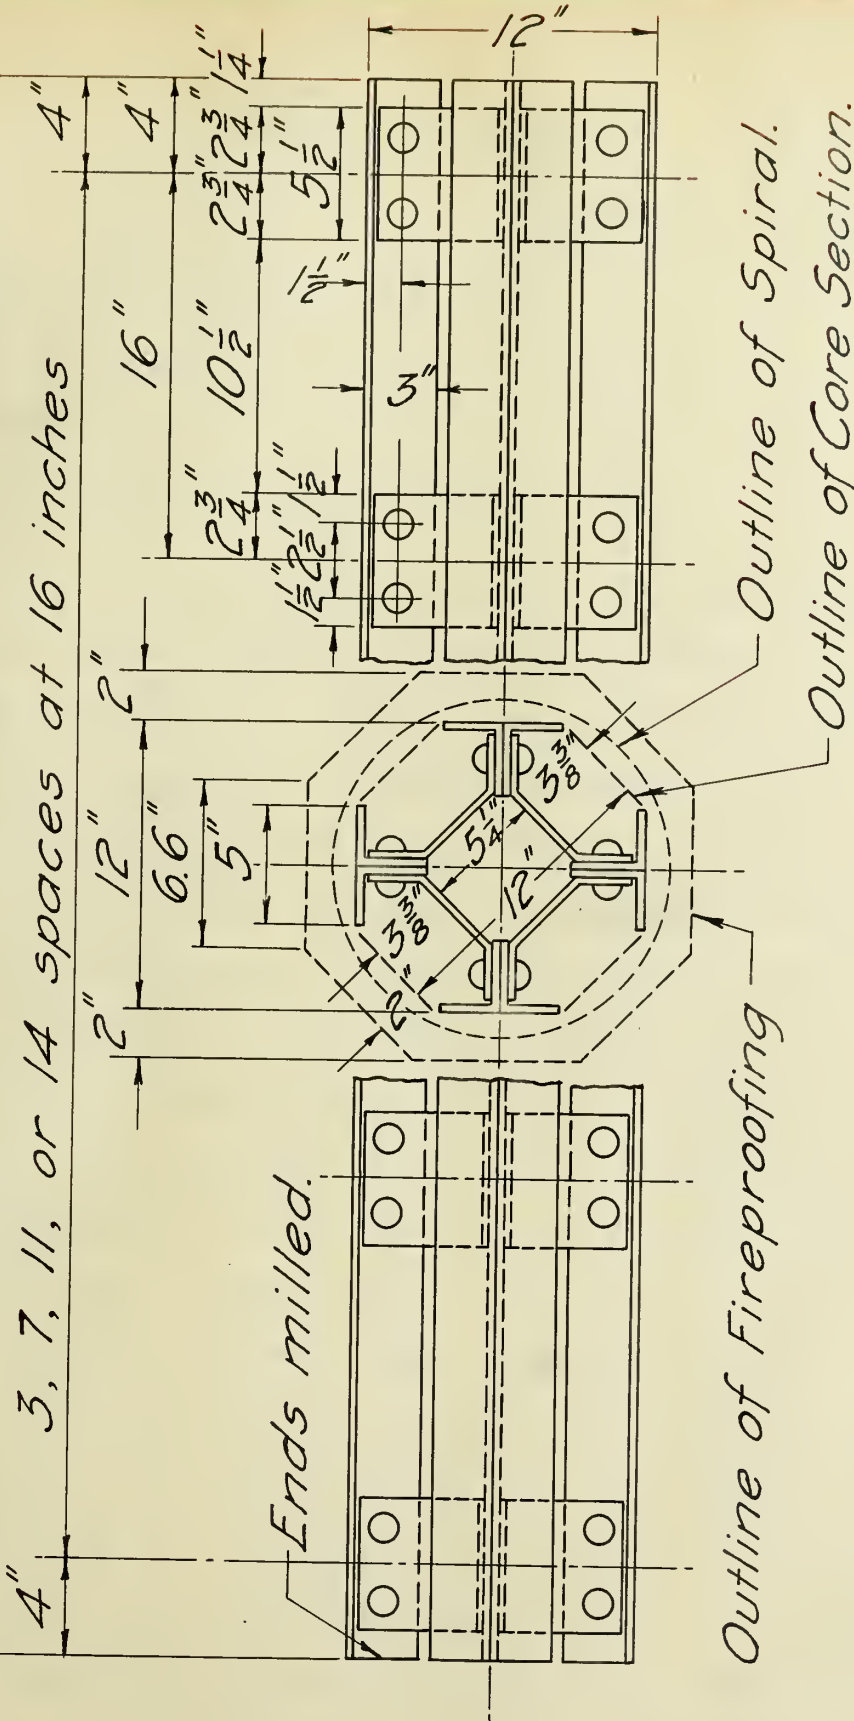 4" 3, 7, 11, or 14 spaces at 16 inches 4"
2" 12" 2" 16" 4"
6.6" 2 3/4" 10 1/2" 2 3/4" 2 3/4" 1 1/4"
5" 1 1/2" 2 1/2" 1 1/2" 5 1/2"
Ends milled.
1 1/2"
3"
12"
3 3/8" 3 3/8"
5 1/4"
2" 12"
Outline of Spiral.
Outline of Fireproofing
Outline of Core Section.